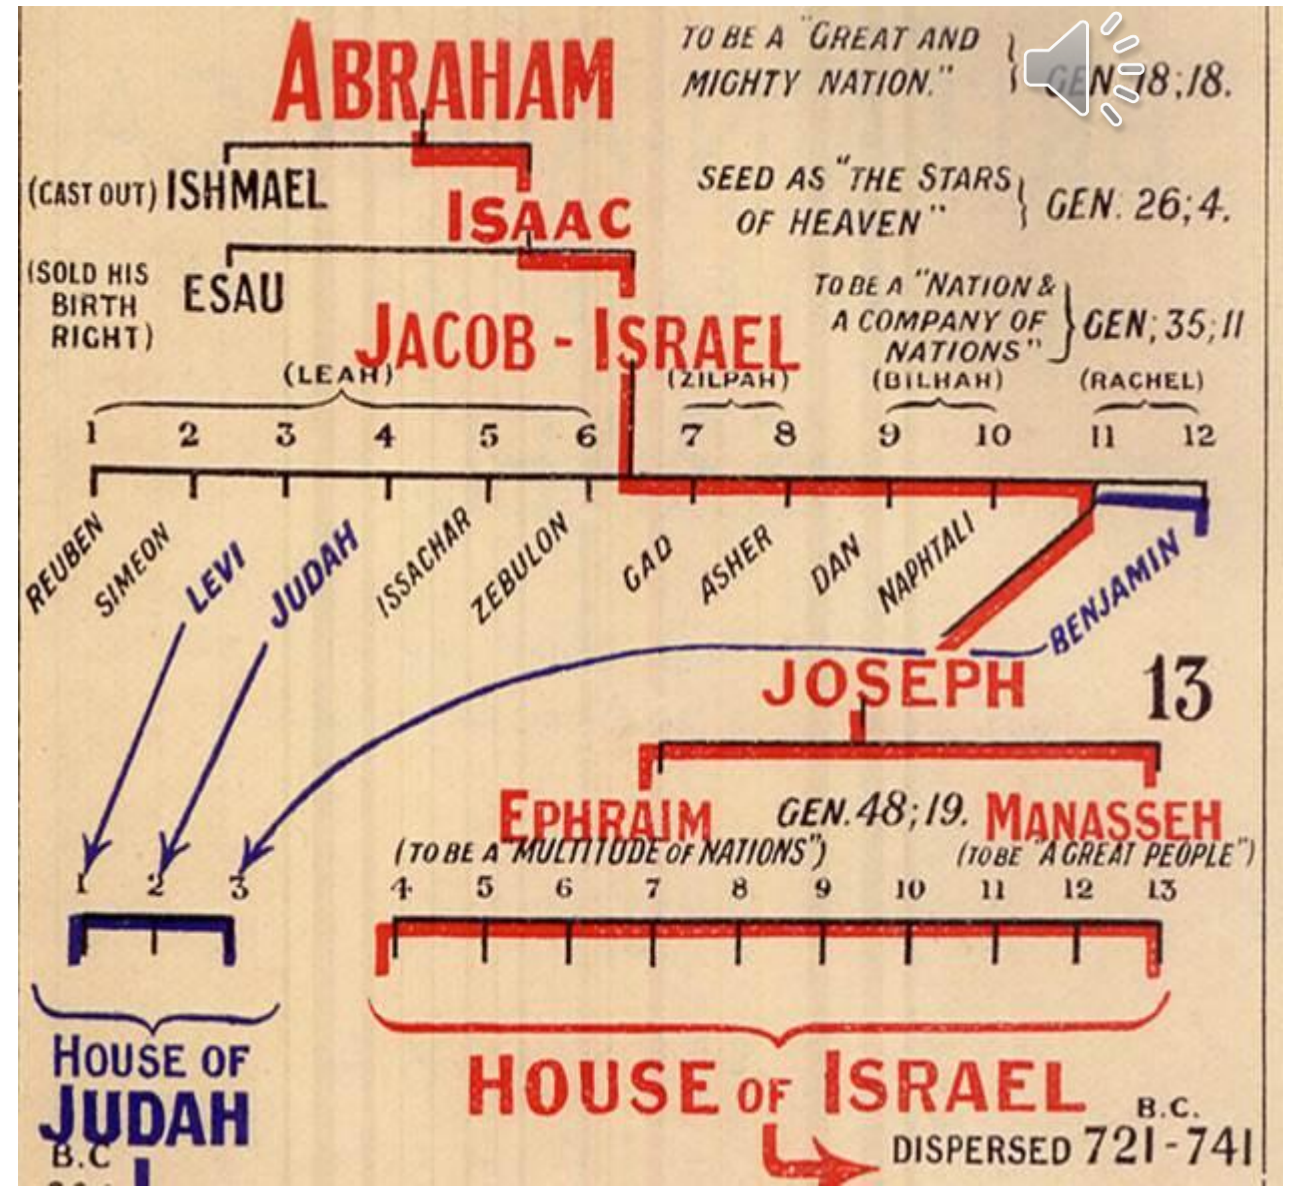 ABRAHAM
TO BE A "GREAT AND
MIGHTY NATION." } GEN. 18;18.
(CAST OUT) ISHMAEL
ISAAC
SEED AS "THE STARS
OF HEAVEN" } GEN. 26;4.
(SOLD HIS
BIRTH
RIGHT)
ESAU
JACOB - ISRAEL
TO BE A "NATION &
A COMPANY OF
NATIONS" } GEN; 35;11
(LEAH) (ZILPAH) (BILHAH) (RACHEL)
1 2 3 4 5 6 7 8 9 10 11 12
REUBEN
SIMEON
LEVI
JUDAH
ISSACHAR
ZEBULON
GAD
ASHER
DAN
NAPHTALI
BENJAMIN
JOSEPH
13
EPHRAIM GEN. 48;19. MANASSEH
(TO BE A "MULTITUDE OF NATIONS") (TO BE "A GREAT PEOPLE")
1 2 3 4 5 6 7 8 9 10 11 12 13
HOUSE OF
JUDAH
B.C
HOUSE OF ISRAEL
B.C.
DISPERSED 721-741